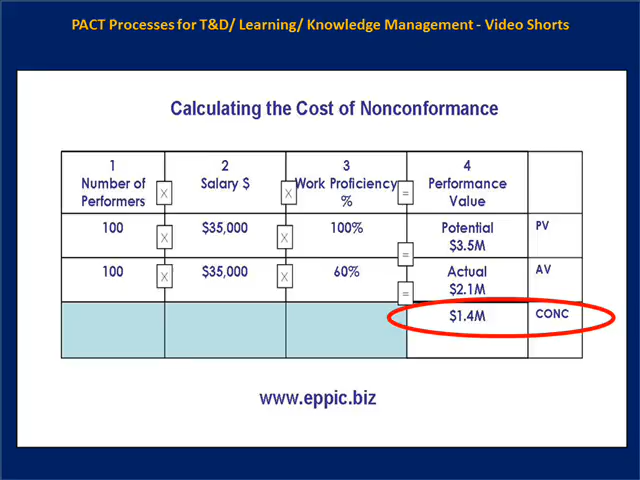 PACT Processes for T&D/ Learning/ Knowledge Management - Video Shorts
Calculating the Cost of Nonconformance
1 2 3 4
Number of Performers X Salary $ X Work Proficiency % = Performance Value
100 X $35,000 X 100% = Potential $3.5M PV
100 X $35,000 X 60% = Actual $2.1M AV
$1.4M CONC
www.eppic.biz